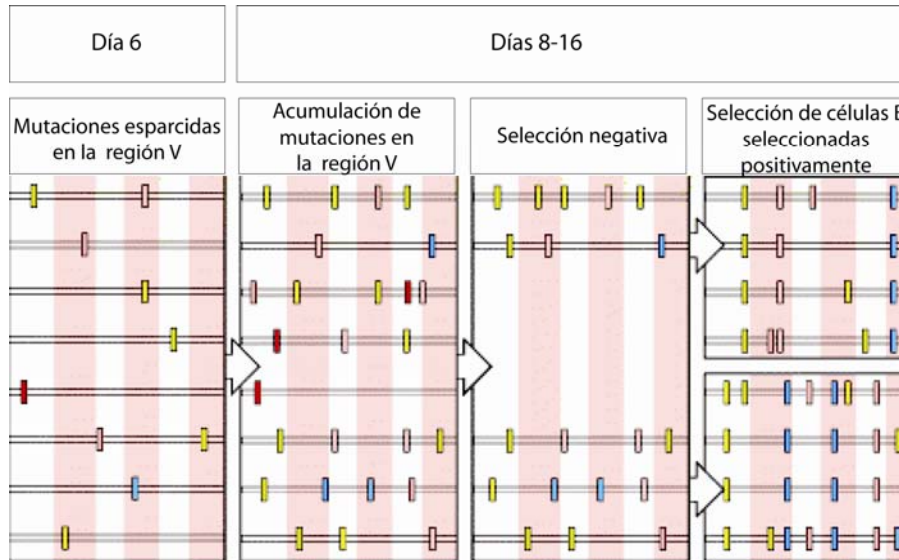 Día 6
Días 8-16
Mutaciones esparcidas
en la región V
Acumulación de
mutaciones en
la región V
Selección negativa
Selección de células B
seleccionadas
positivamente